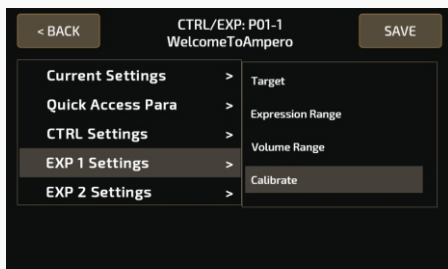 < BACK
CTRL/EXP: P01-1
WelcomeToAmpero
SAVE
Current Settings >
Quick Access Para >
CTRL Settings >
EXP 1 Settings >
EXP 2 Settings >
Target
Expression Range
Volume Range
Calibrate